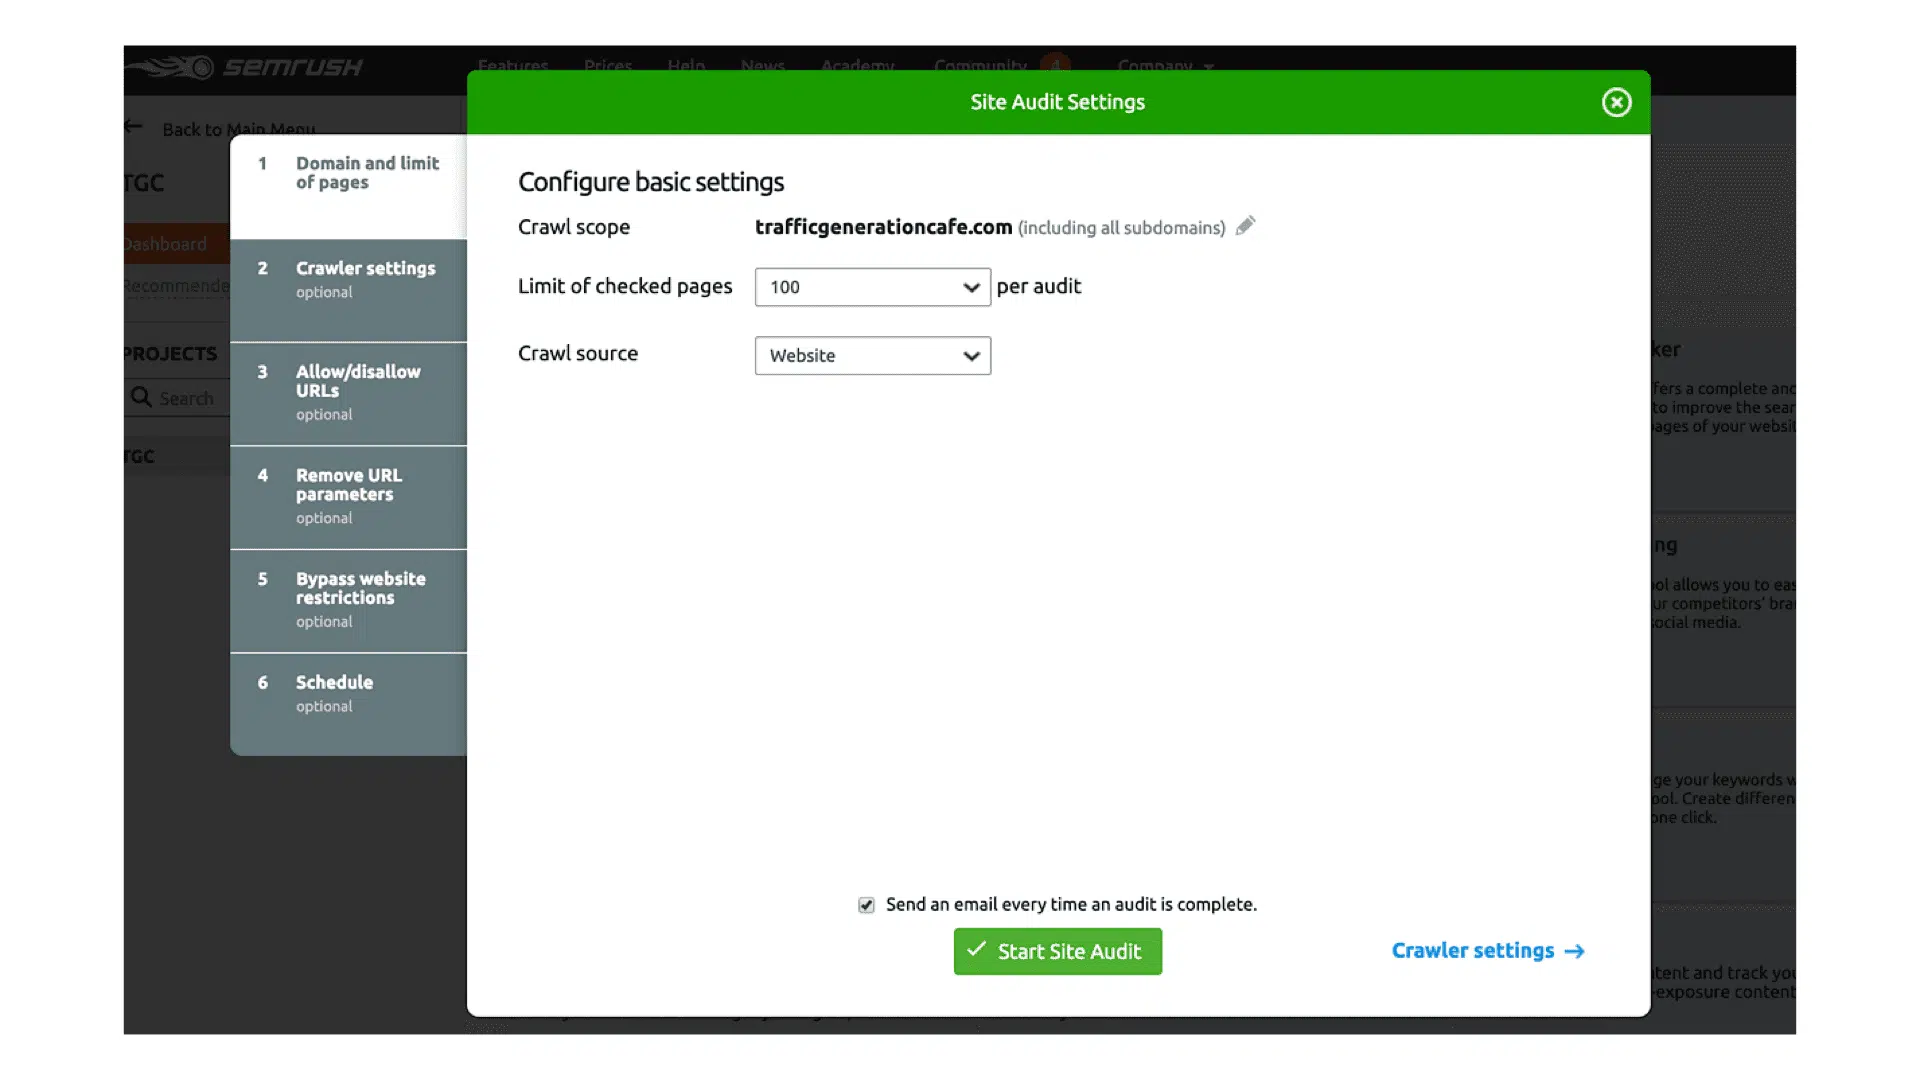 SEMRUSH
Features Prices Help News Academy Community 4 Company
Site Audit Settings
Back to Main Menu
TGC
Dashboard
Recommende
PROJECTS
Search
TGC
1 Domain and limit
of pages
2 Crawler settings
optional
3 Allow/disallow
URLs
optional
4 Remove URL
parameters
optional
5 Bypass website
restrictions
optional
6 Schedule
optional
Configure basic settings
Crawl scope trafficgenerationcafe.com (including all subdomains)
Limit of checked pages 100 per audit
Crawl source Website
Send an email every time an audit is complete.
Start Site Audit
Crawler settings →
ker
fers a complete and
to improve the sear
ages of your websit
ng
ool allows you to eas
ur competitors' bra
social media.
ge your keywords w
ool. Create differen
one click.
tent and track you
-exposure content